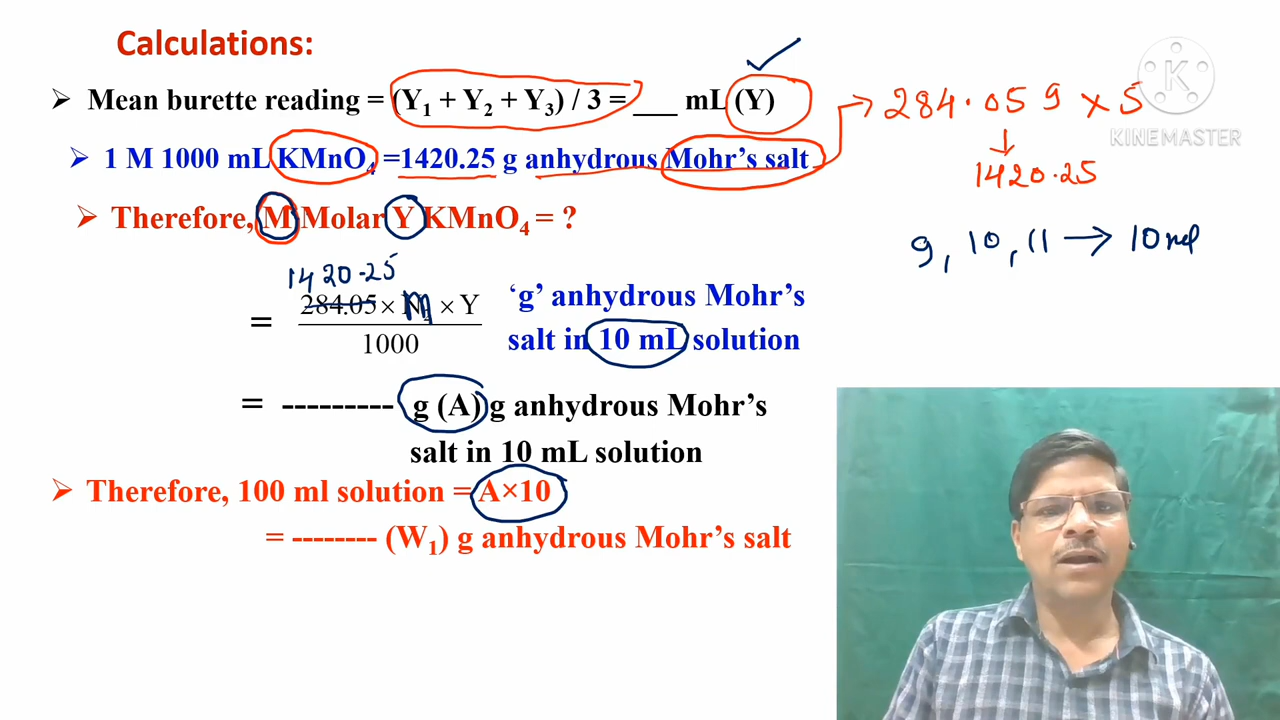 Calculations:
➢ Mean burette reading = (Y₁ + Y₂ + Y₃) / 3 = ___ mL (Y)
➢ 1 M 1000 mL KMnO₄ =1420.25 g anhydrous Mohr's salt
284.059 × 5
1420.25
KINEMASTER
➢ Therefore, M Molar Y KMnO₄ = ?
9, 10, 11 → 10 ml
1420.25
= 284.05 × M × Y
1000
'g' anhydrous Mohr's
salt in 10 mL solution
= --------- g (A) g anhydrous Mohr's
salt in 10 mL solution
➢ Therefore, 100 ml solution = A×10
= -------- (W₁) g anhydrous Mohr's salt